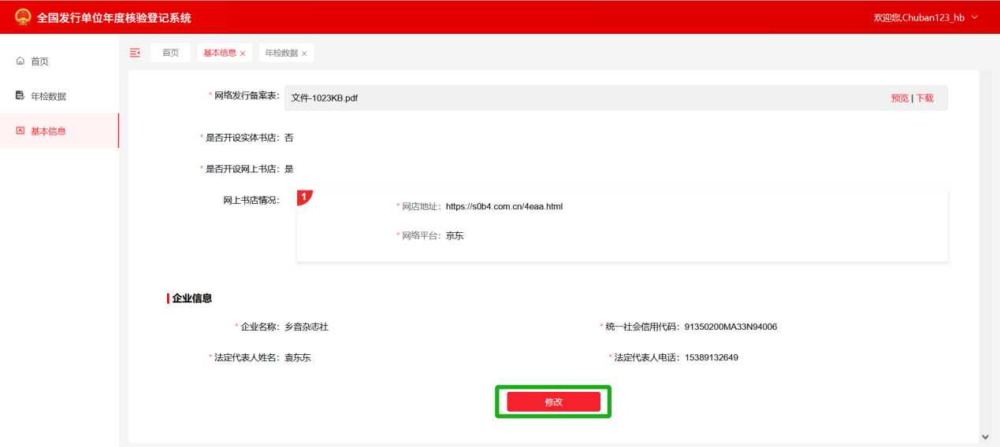 全国发行单位年度核验登记系统
欢迎您,Chuban123_hb
首页
年检数据
基本信息
首页 基本信息 × 年检数据 ×
* 网络发行备案表： 文件-1023KB.pdf 预览 | 下载
* 是否开设实体书店： 否
* 是否开设网上书店： 是
网上书店情况：
1
* 网店地址： https://s0b4.com.cn/4eaa.html
* 网络平台： 京东
企业信息
* 企业名称： 乡音杂志社 * 统一社会信用代码： 91350200MA33N94006
* 法定代表人姓名： 袁东东 * 法定代表人电话： 15389132649
修改